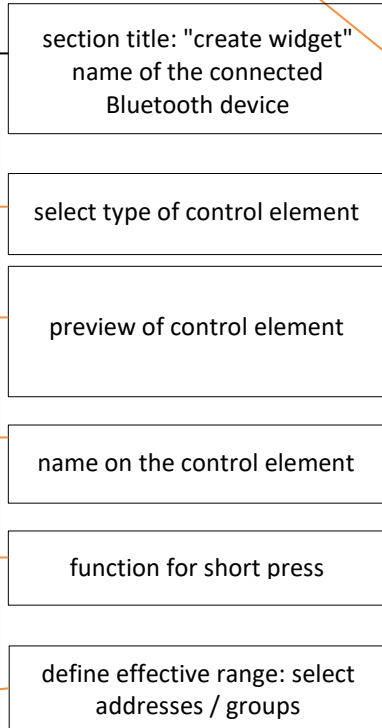 section title: "create widget"
name of the connected
Bluetooth device
select type of control element
preview of control element
name on the control element
function for short press
define effective range: select
addresses / groups